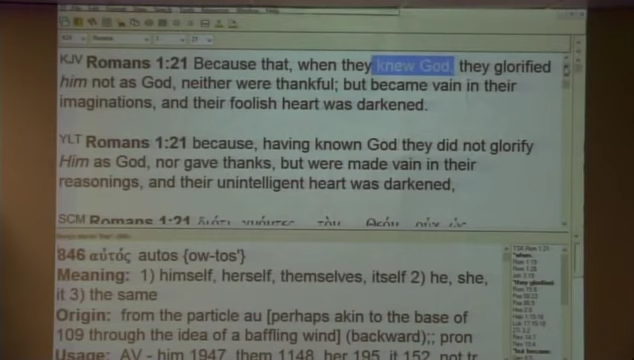 KJV Romans 1:21 Because that, when they knew God, they glorified
him not as God, neither were thankful; but became vain in their
imaginations, and their foolish heart was darkened.
YLT Romans 1:21 because, having known God they did not glorify
Him as God, nor gave thanks, but were made vain in their
reasonings, and their unintelligent heart was darkened,
SCM Romans 1:21
846 αὐτός autos {ow-tos'}
Meaning: 1) himself, herself, themselves, itself 2) he, she,
it 3) the same
Origin: from the particle au [perhaps akin to the base of
109 through the idea of a baffling wind] (backward);; pron
Usage: AV - him 1947, them 1148, her 195, it 152, not tr